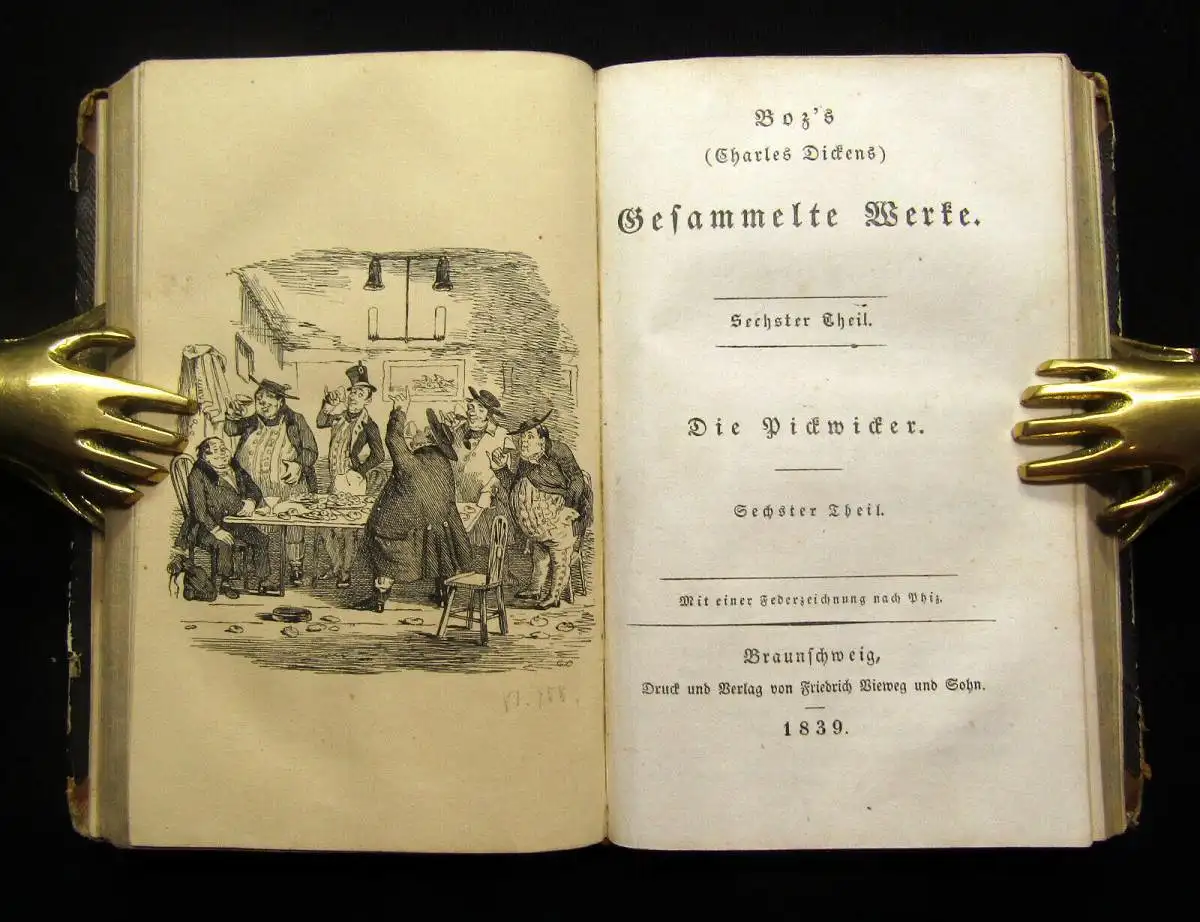 Boz's
(Charles Dickens)
Gesammelte Werke.
Sechster Theil.
Die Pickwicker.
Sechster Theil.
Mit einer Federzeichnung nach Phiz.
Braunschweig,
Druck und Verlag von Friedrich Vieweg und Sohn.
1839.